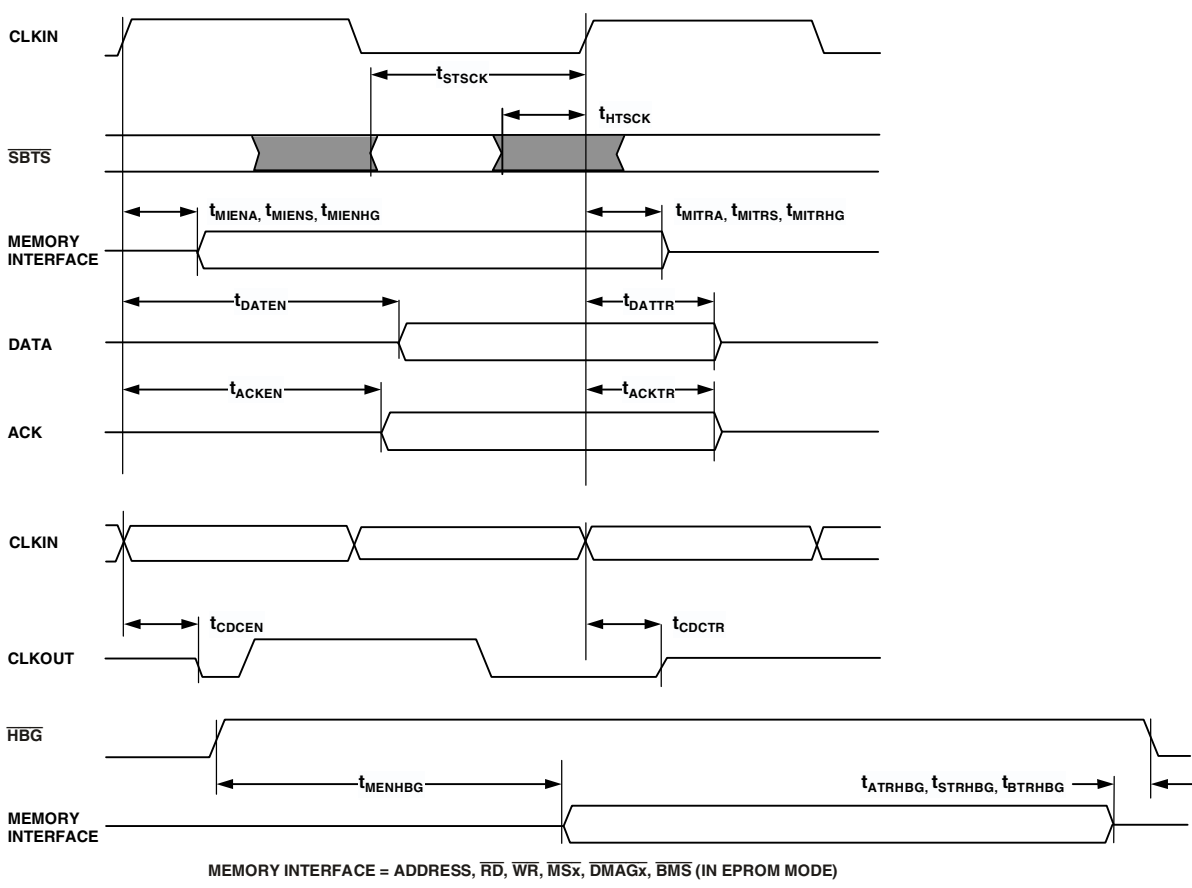 CLKIN
tSTSCK
tHTSCK
SBTS
tMIENA, tMIENS, tMIENHG
tMITRA, tMITRS, tMITRHG
MEMORY
INTERFACE
tDATEN
tDATTR
DATA
tACKEN
tACKTR
ACK
CLKIN
tCDCEN
tCDCTR
CLKOUT
HBG
tMENHBG
tATRHBG, tSTRHBG, tBTRHBG
MEMORY
INTERFACE
MEMORY INTERFACE = ADDRESS, RD, WR, MSx, DMAGx, BMS (IN EPROM MODE)